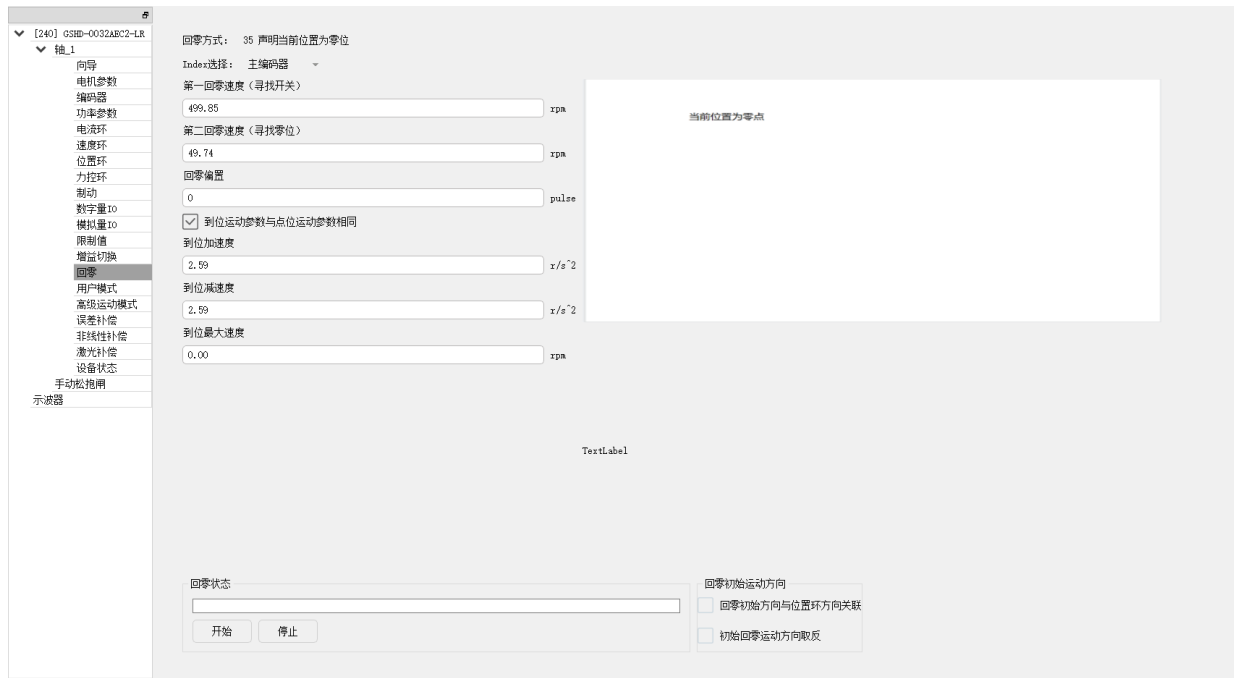 [240] GSHD-0032AEC2-LR
轴_1
向导
电机参数
编码器
功率参数
电流环
速度环
位置环
力控环
制动
数字量IO
模拟量IO
限制值
增益切换
回零
用户模式
高级运动模式
误差补偿
非线性补偿
激光补偿
设备状态
手动松抱闸
示波器
回零方式： 35 声明当前位置为零位
Index选择： 主编码器
第一回零速度（寻找开关）
499.85 rpm
第二回零速度（寻找零位）
49.74 rpm
回零偏置
0 pulse
到位运动参数与点位运动参数相同
到位加速度
2.59 r/s^2
到位减速度
2.59 r/s^2
到位最大速度
0.00 rpm
当前位置为零点
TextLabel
回零状态
开始 停止
回零初始运动方向
回零初始方向与位置环方向关联
初始回零运动方向取反